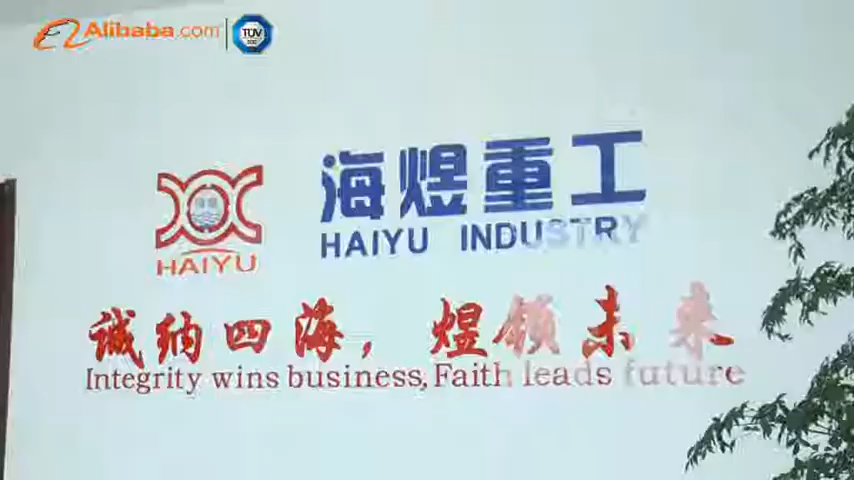 Alibaba.com
TÜV
海煜重工
HAIYU
HAIYU INDUSTRY
诚纳四海，煜领未来
Integrity wins business, Faith leads future